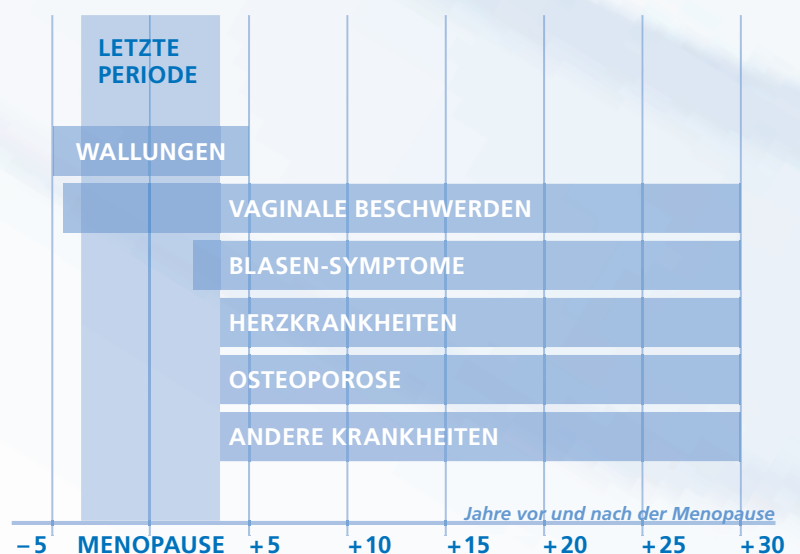 LETZTE
PERIODE
WALLUNGEN
VAGINALE BESCHWERDEN
BLASEN-SYMPTOME
HERZKRANKHEITEN
OSTEOPOROSE
ANDERE KRANKHEITEN
Jahre vor und nach der Menopause
–5 MENOPAUSE +5 +10 +15 +20 +25 +30